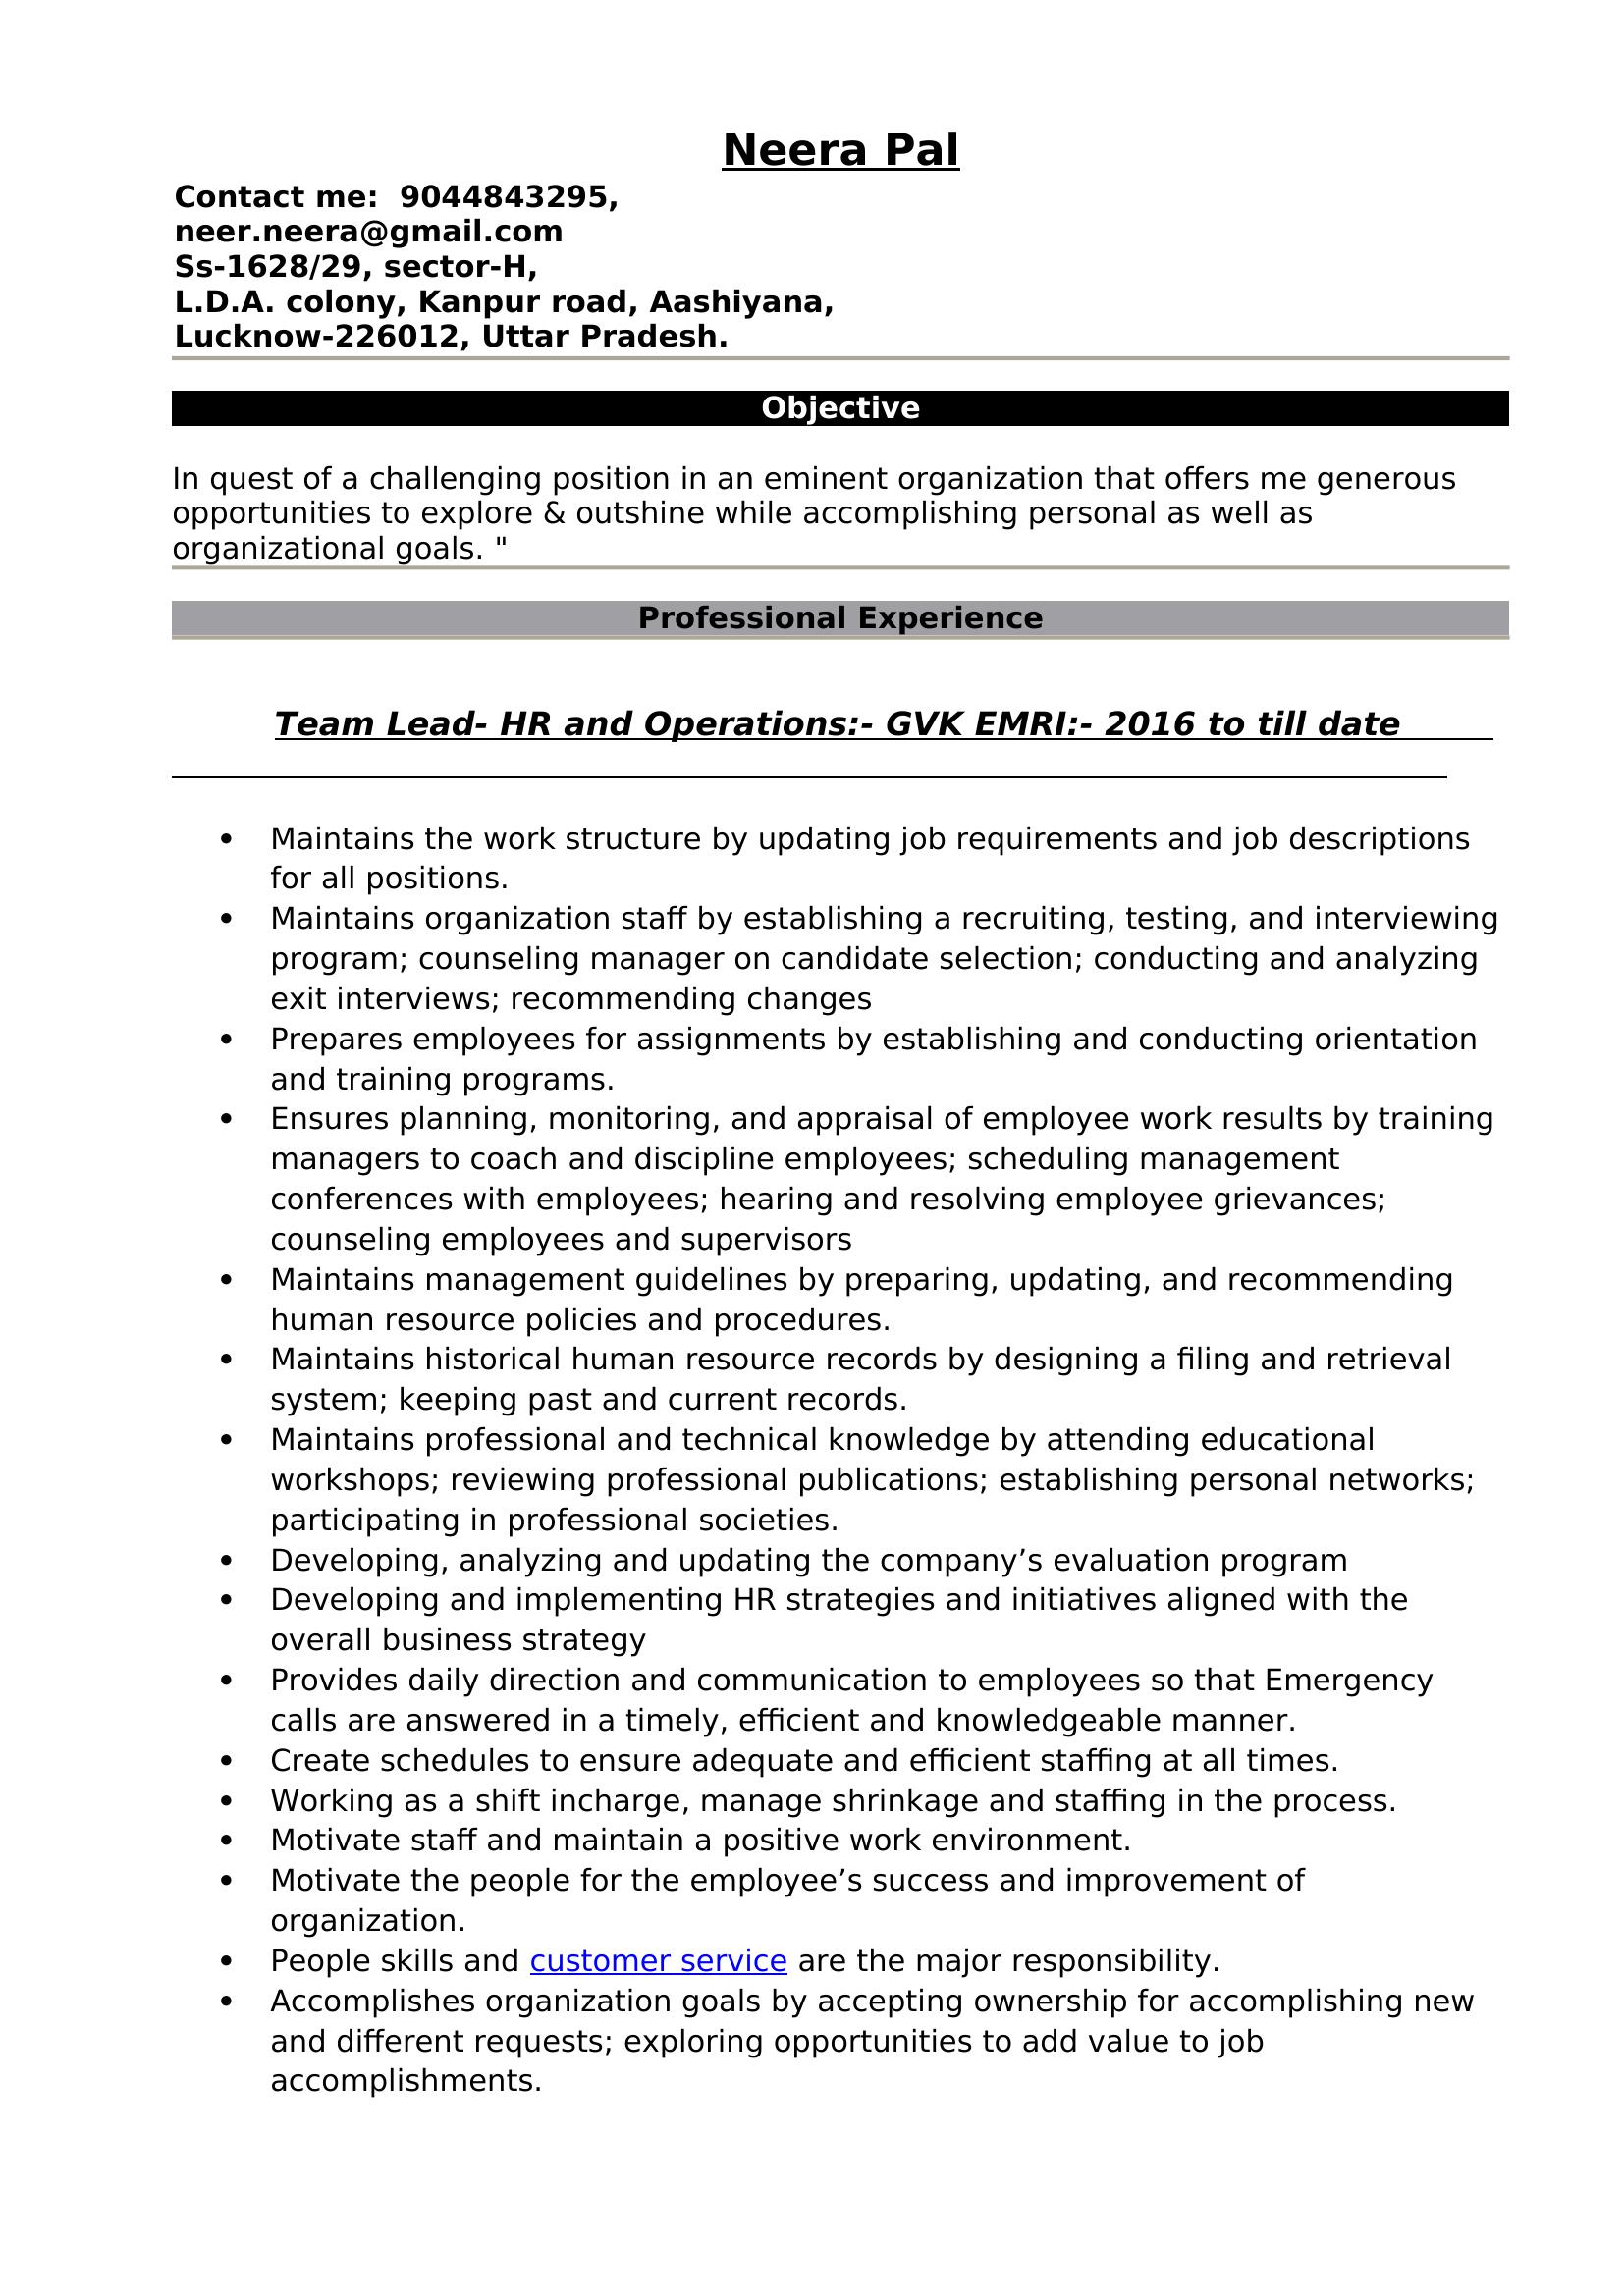 Neera Pal
Contact me:  9044843295,
neer.neera@gmail.com
Ss-1628/29, sector-H,
L.D.A. colony, Kanpur road, Aashiyana,
Lucknow-226012, Uttar Pradesh.
Objective
In quest of a challenging position in an eminent organization that offers me generous
opportunities to explore & outshine while accomplishing personal as well as
organizational goals. "
Professional Experience
Team Lead- HR and Operations:- GVK EMRI:- 2016 to till date
• Maintains the work structure by updating job requirements and job descriptions
for all positions.
• Maintains organization staff by establishing a recruiting, testing, and interviewing
program; counseling manager on candidate selection; conducting and analyzing
exit interviews; recommending changes
• Prepares employees for assignments by establishing and conducting orientation
and training programs.
• Ensures planning, monitoring, and appraisal of employee work results by training
managers to coach and discipline employees; scheduling management
conferences with employees; hearing and resolving employee grievances;
counseling employees and supervisors
• Maintains management guidelines by preparing, updating, and recommending
human resource policies and procedures.
• Maintains historical human resource records by designing a filing and retrieval
system; keeping past and current records.
• Maintains professional and technical knowledge by attending educational
workshops; reviewing professional publications; establishing personal networks;
participating in professional societies.
• Developing, analyzing and updating the company’s evaluation program
• Developing and implementing HR strategies and initiatives aligned with the
overall business strategy
• Provides daily direction and communication to employees so that Emergency
calls are answered in a timely, efficient and knowledgeable manner.
• Create schedules to ensure adequate and efficient staffing at all times.
• Working as a shift incharge, manage shrinkage and staffing in the process.
• Motivate staff and maintain a positive work environment.
• Motivate the people for the employee’s success and improvement of
organization.
• People skills and customer service are the major responsibility.
• Accomplishes organization goals by accepting ownership for accomplishing new
and different requests; exploring opportunities to add value to job
accomplishments.